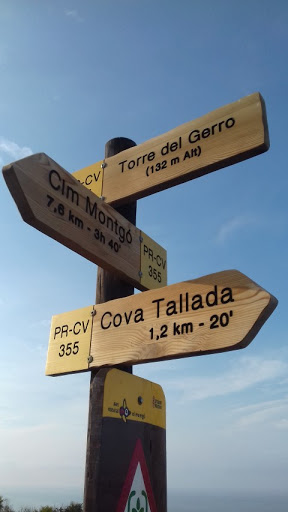 -CV
Torre del Gerro
(132 m Alt)
Cim Montgó
7,6 km - 3h 40'
PR-CV
355
PR-CV
355
Cova Tallada
1,2 km - 20'